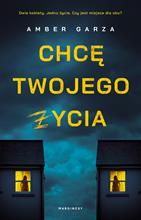 Dwie kobiety. Jedno życie. Czy jest miejsce dla obu?
AMBER GARZA
CHCĘ
TWOJEGO
ŻYCIA
MARGINESY